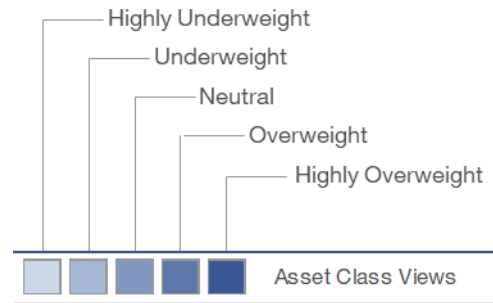 Highly Underweight
Underweight
Neutral
Overweight
Highly Overweight
Asset Class Views